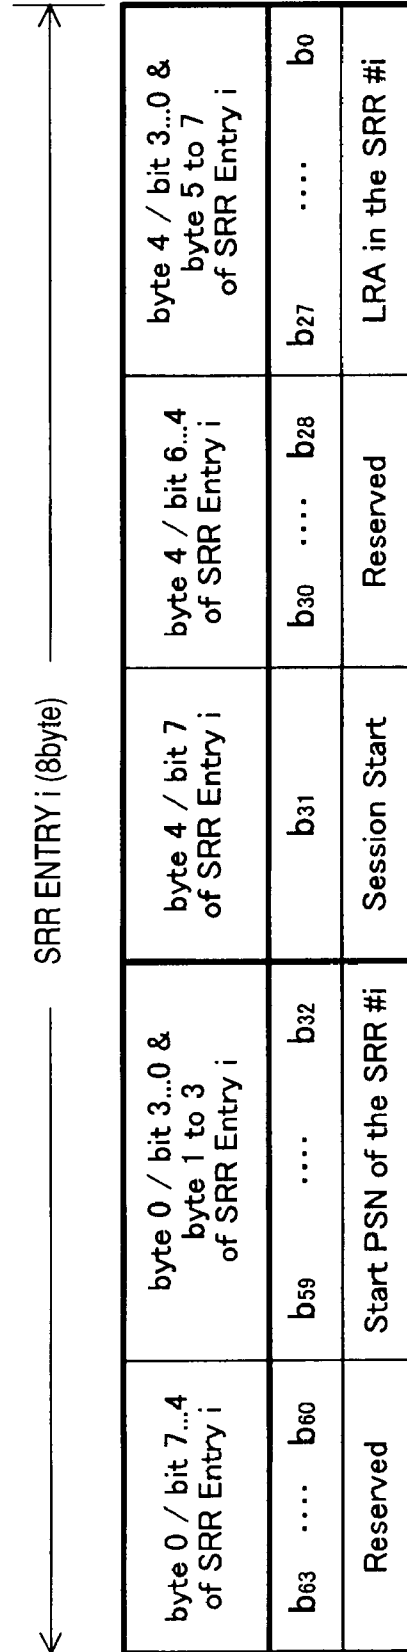 SRR ENTRY i (8byte)
byte 0 / bit 7...4
of SRR Entry i
byte 0 / bit 3...0 &
byte 1 to 3
of SRR Entry i
byte 4 / bit 7
of SRR Entry i
byte 4 / bit 6...4
of SRR Entry i
byte 4 / bit 3...0 &
byte 5 to 7
of SRR Entry i
b63 .... b60
b59 .... b32
b31
b30 .... b28
b27 .... b0
Reserved
Start PSN of the SRR #i
Session Start
Reserved
LRA in the SRR #i